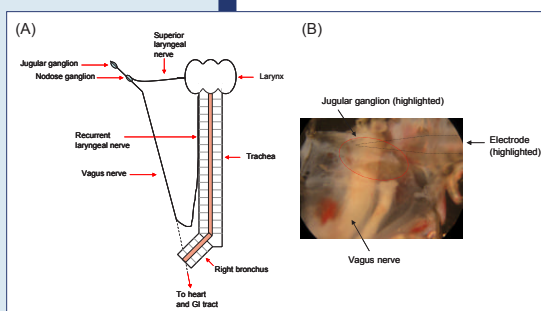 (A)
Superior
laryngeal
nerve
Jugular ganglion
Nodose ganglion
Larynx
Recurrent
laryngeal nerve
Trachea
Vagus nerve
Right bronchus
To heart
and GI tract
(B)
Jugular ganglion (highlighted)
Electrode
(highlighted)
Vagus nerve